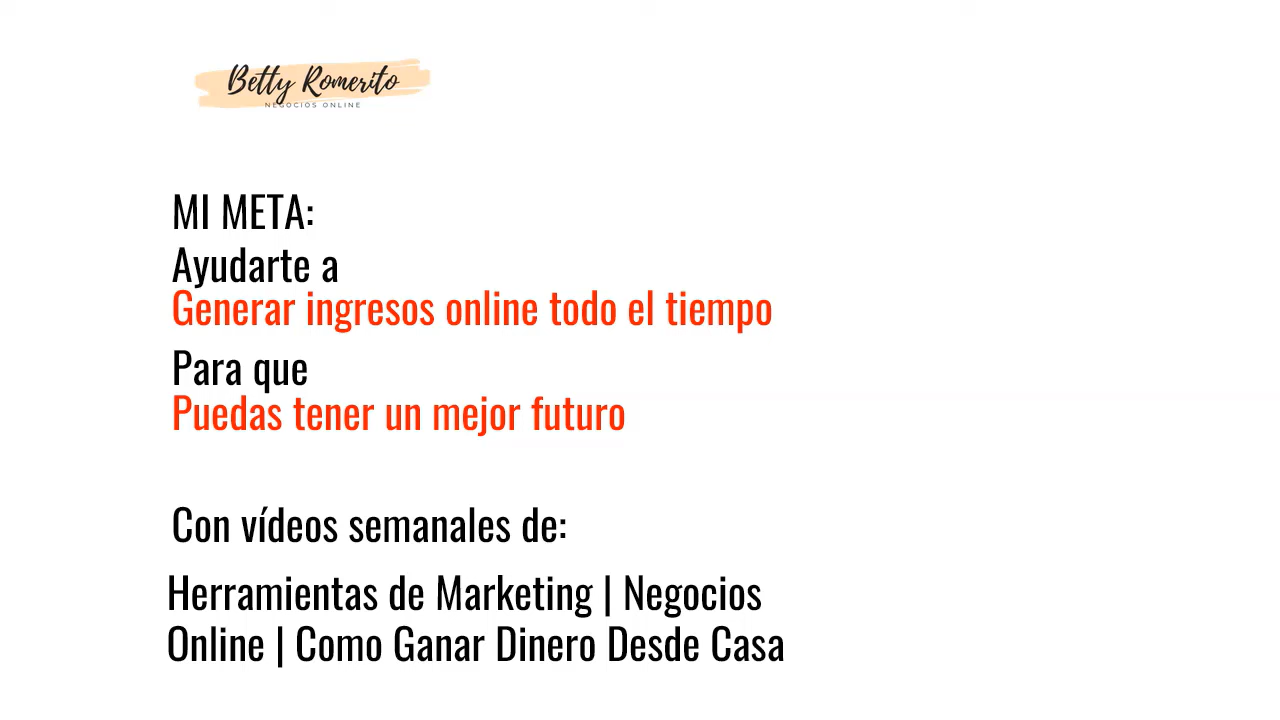 Betty Romerito
NEGOCIOS ONLINE
MI META:
Ayudarte a
Generar ingresos online todo el tiempo
Para que
Puedas tener un mejor futuro
Con vídeos semanales de:
Herramientas de Marketing | Negocios
Online | Como Ganar Dinero Desde Casa